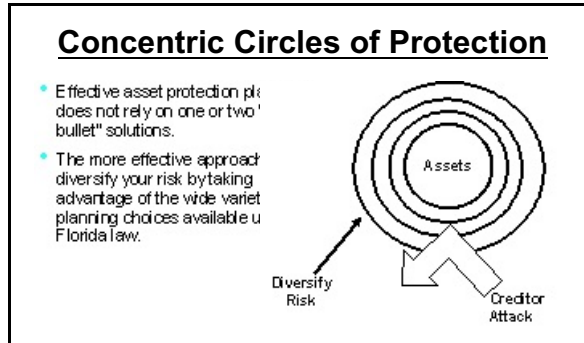 Concentric Circles of Protection
Effective asset protection pla
does not rely on one or two "
bullet" solutions.
The more effective approach
diversify your risk by taking
advantage of the wide variet
planning choices available u
Florida law.
Assets
Diversify
Risk
Creditor
Attack